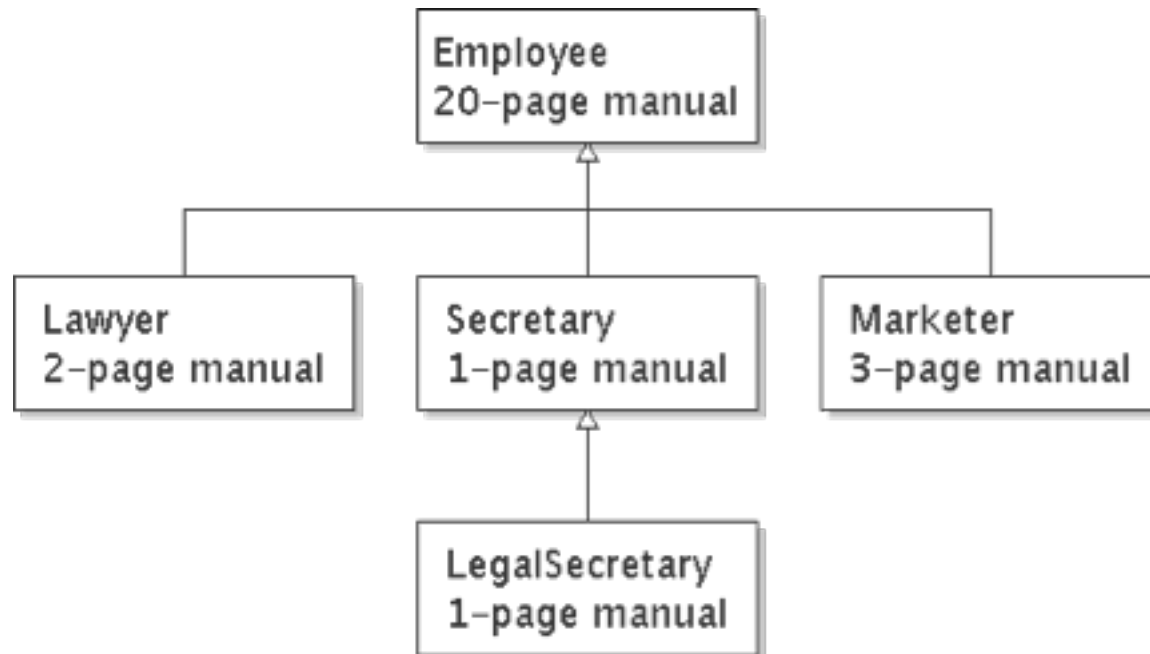 Employee
20-page manual
Lawyer
2-page manual
Secretary
1-page manual
Marketer
3-page manual
LegalSecretary
1-page manual